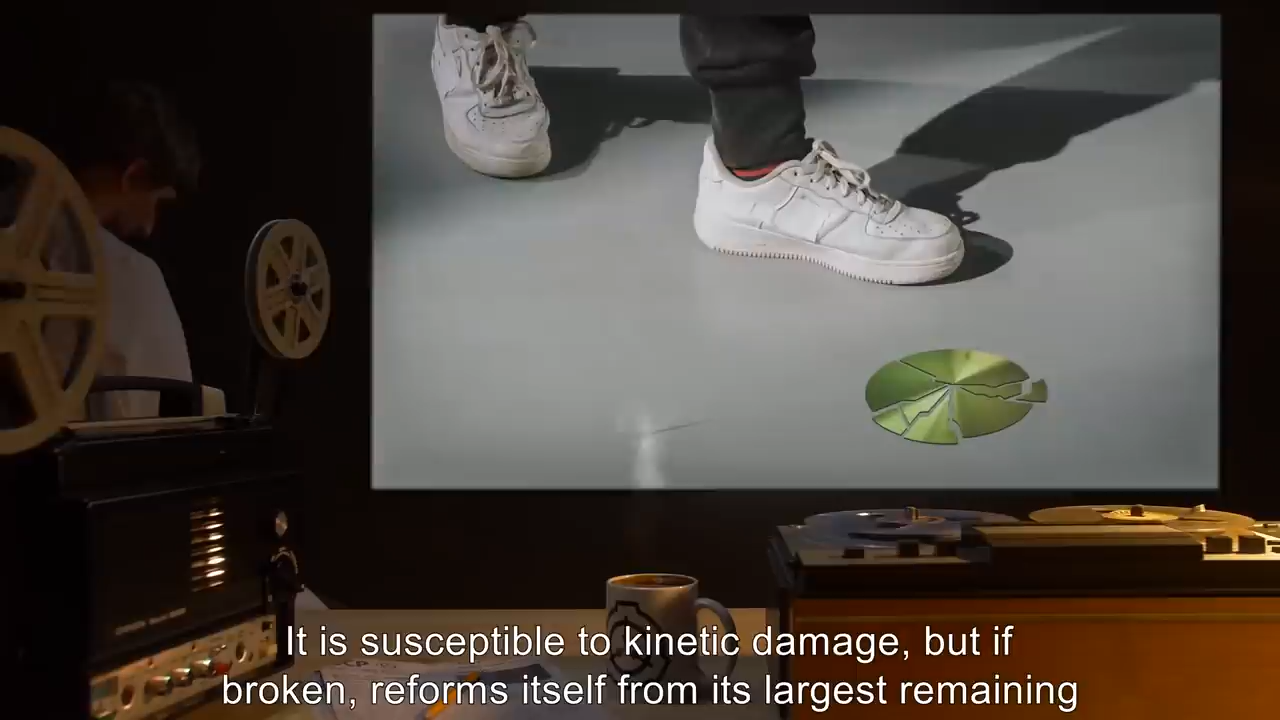 It is susceptible to kinetic damage, but if
broken, reforms itself from its largest remaining